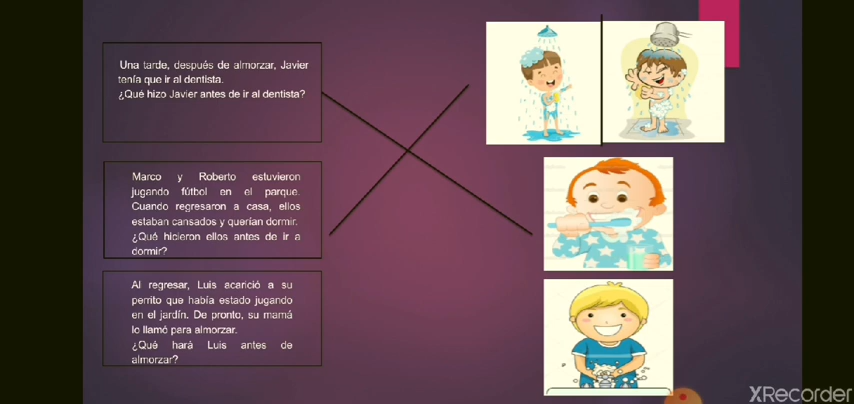 Una tarde, después de almorzar, Javier
tenía que ir al dentista.
¿Qué hizo Javier antes de ir al dentista?
Marco y Roberto estuvieron
jugando fútbol en el parque.
Cuando regresaron a casa, ellos
estaban cansados y querían dormir.
¿Qué hicieron ellos antes de ir a
dormir?
Al regresar, Luis acarició a su
perrito que había estado jugando
en el jardín. De pronto, su mamá
lo llamó para almorzar.
¿Qué hará Luis antes de
almorzar?
XRecorder